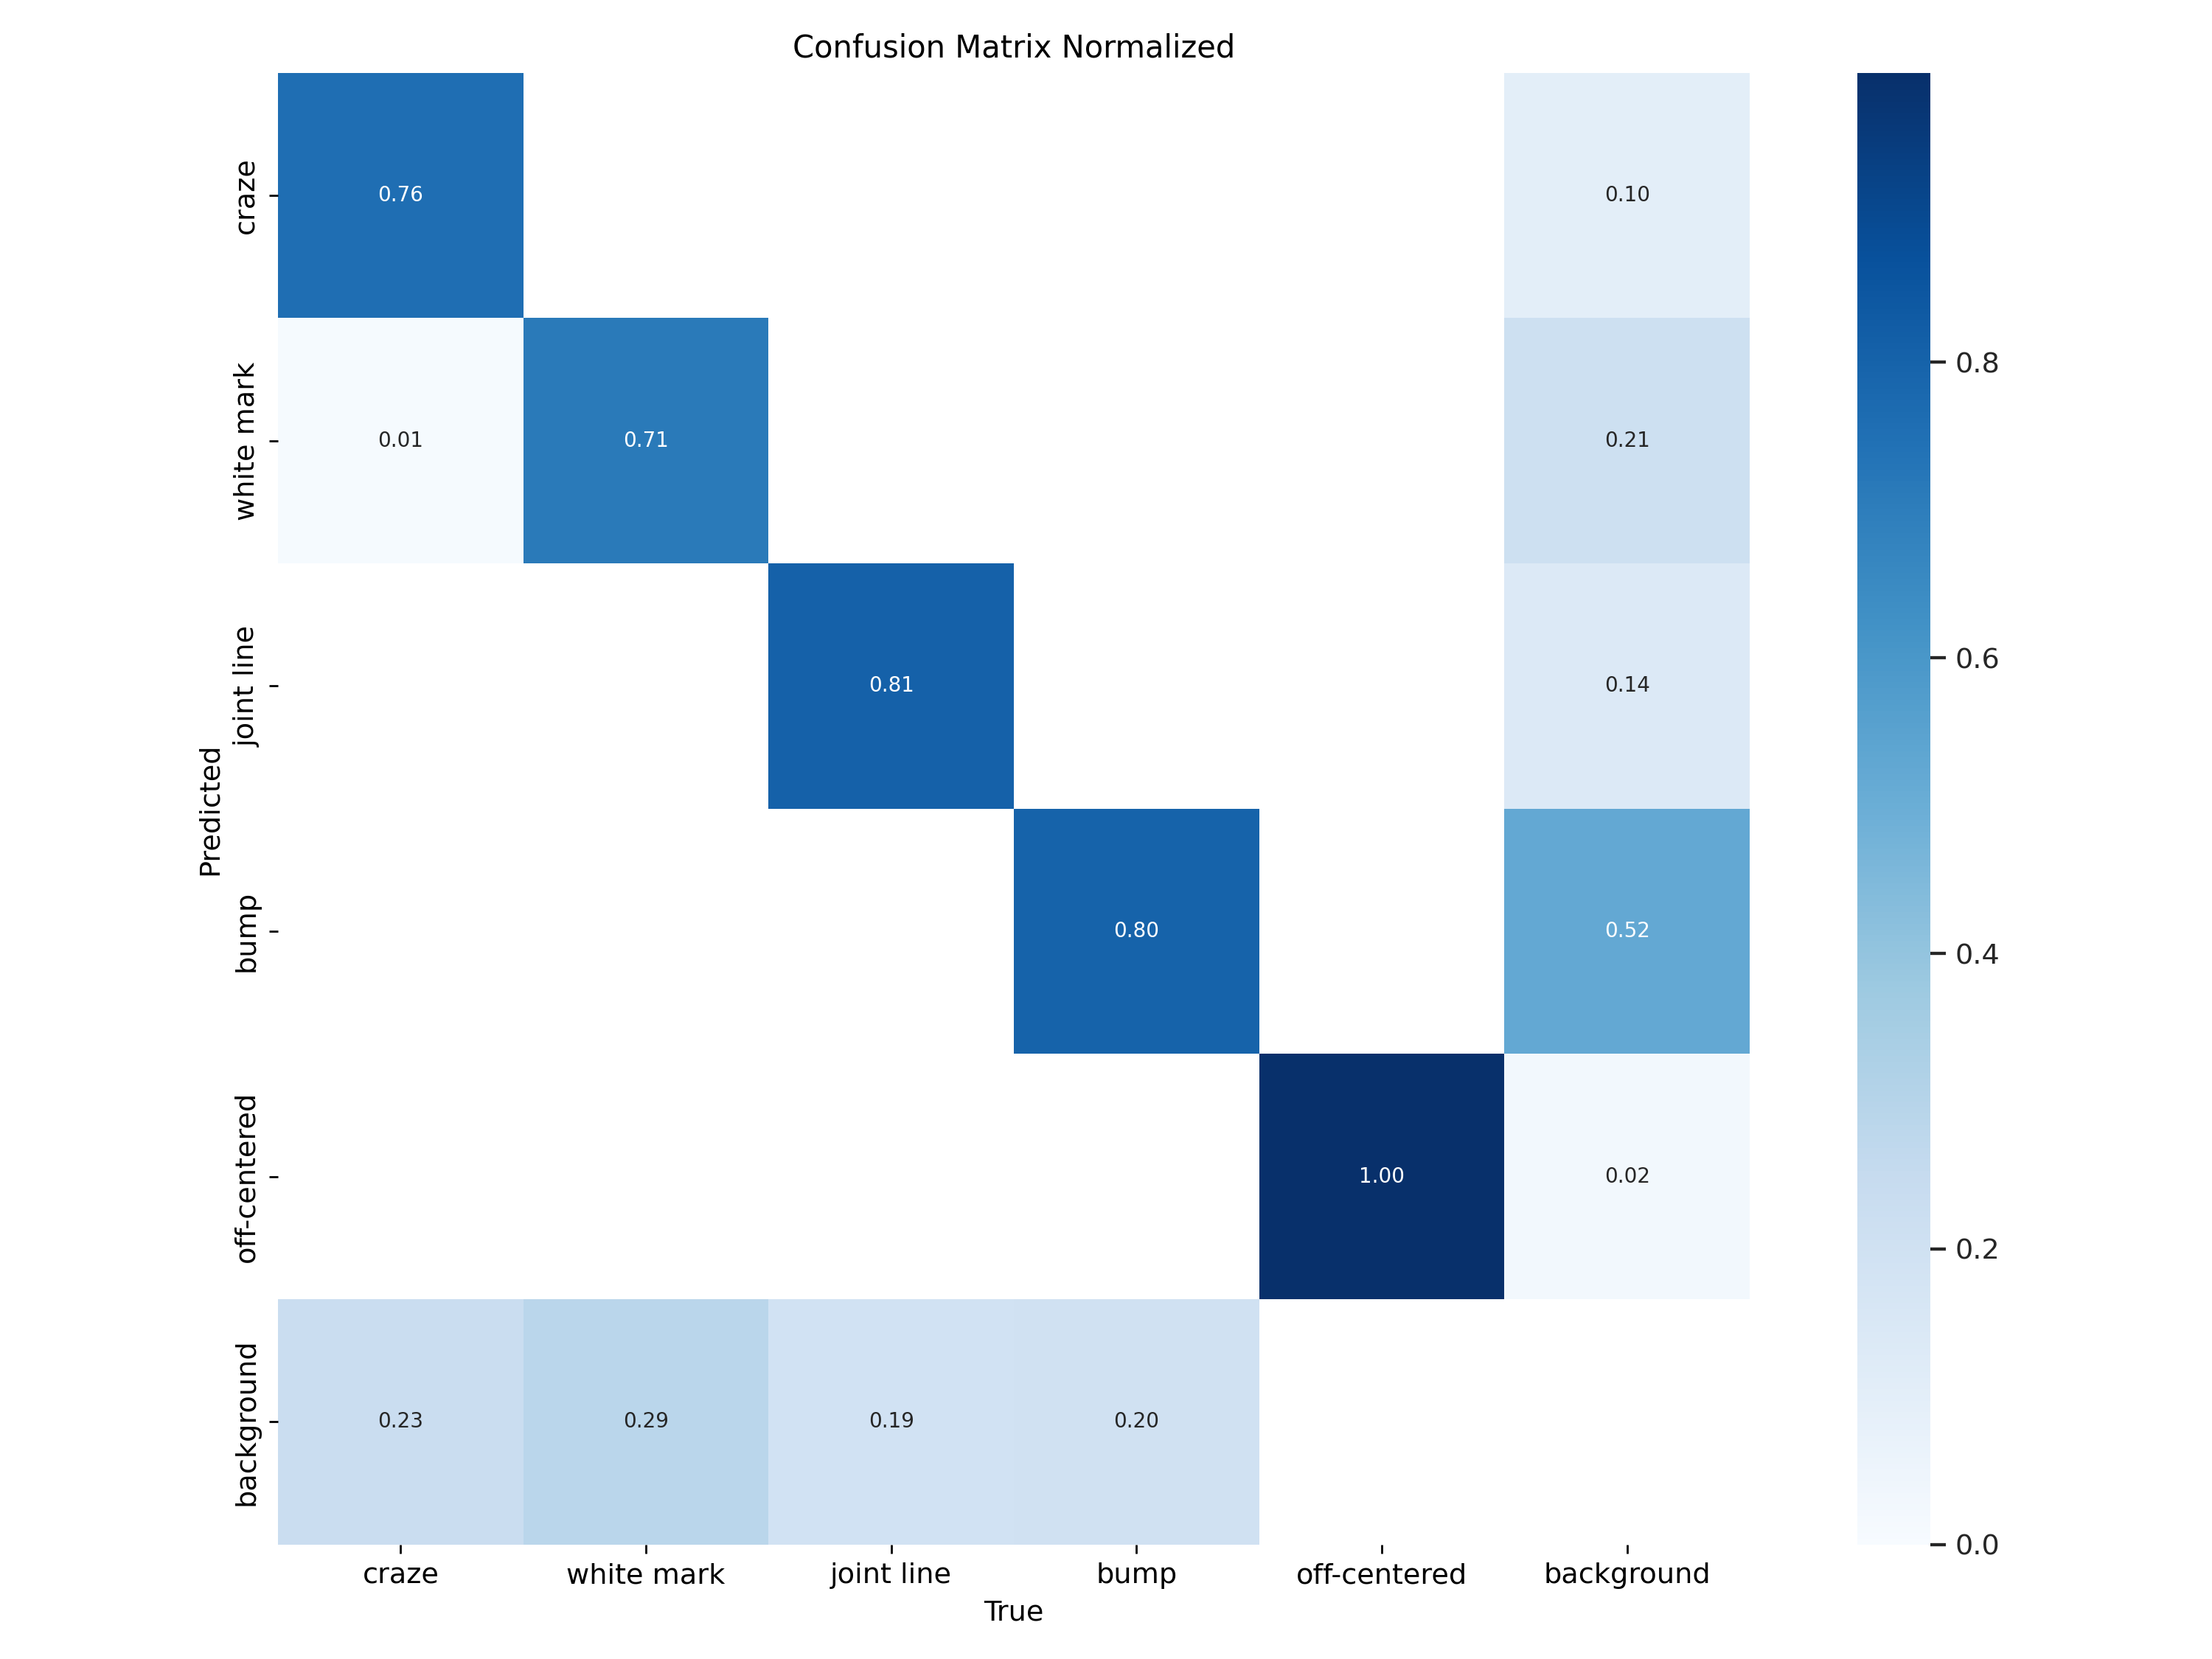 Confusion Matrix Normalized
craze
0.76
0.10
white mark
0.01
0.71
0.21
0.8
joint line
0.81
0.14
0.6
Predicted
bump
0.80
0.52
0.4
off-centered
1.00
0.02
0.2
background
0.23
0.29
0.19
0.20
0.0
craze
white mark
joint line
bump
off-centered
background
True